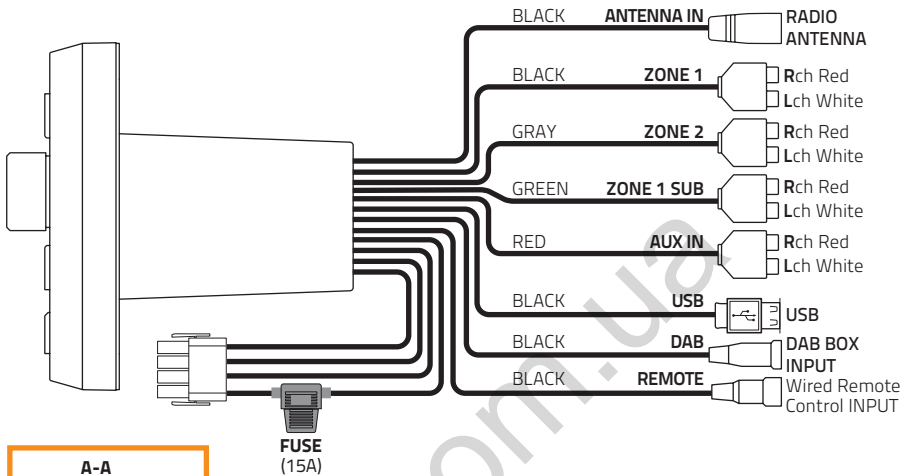 BLACK ANTENNA IN RADIO
ANTENNA
BLACK ZONE 1 Rch Red
Lch White
GRAY ZONE 2 Rch Red
Lch White
GREEN ZONE 1 SUB Rch Red
Lch White
RED AUX IN Rch Red
Lch White
BLACK USB USB
BLACK DAB DAB BOX
INPUT
BLACK REMOTE Wired Remote
Control INPUT
FUSE
(15A)
A-A
om.ua